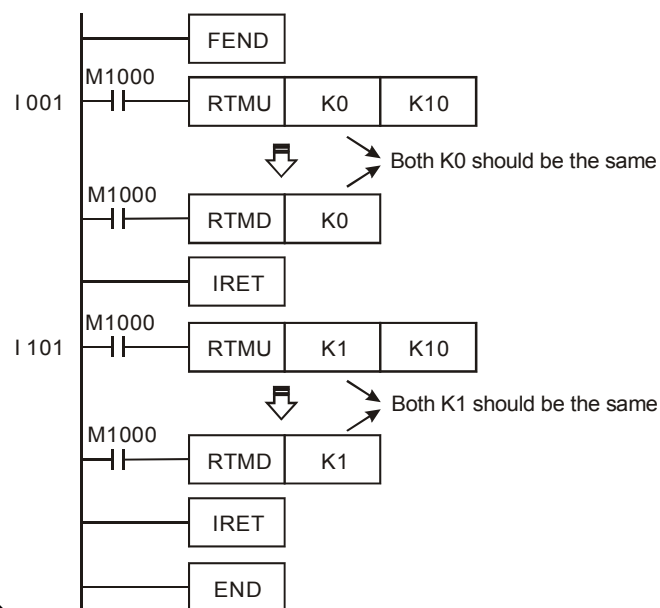 FEND
M1000
I 001
RTMU K0 K10
Both K0 should be the same
M1000
RTMD K0
IRET
M1000
I 101
RTMU K1 K10
Both K1 should be the same
M1000
RTMD K1
IRET
END